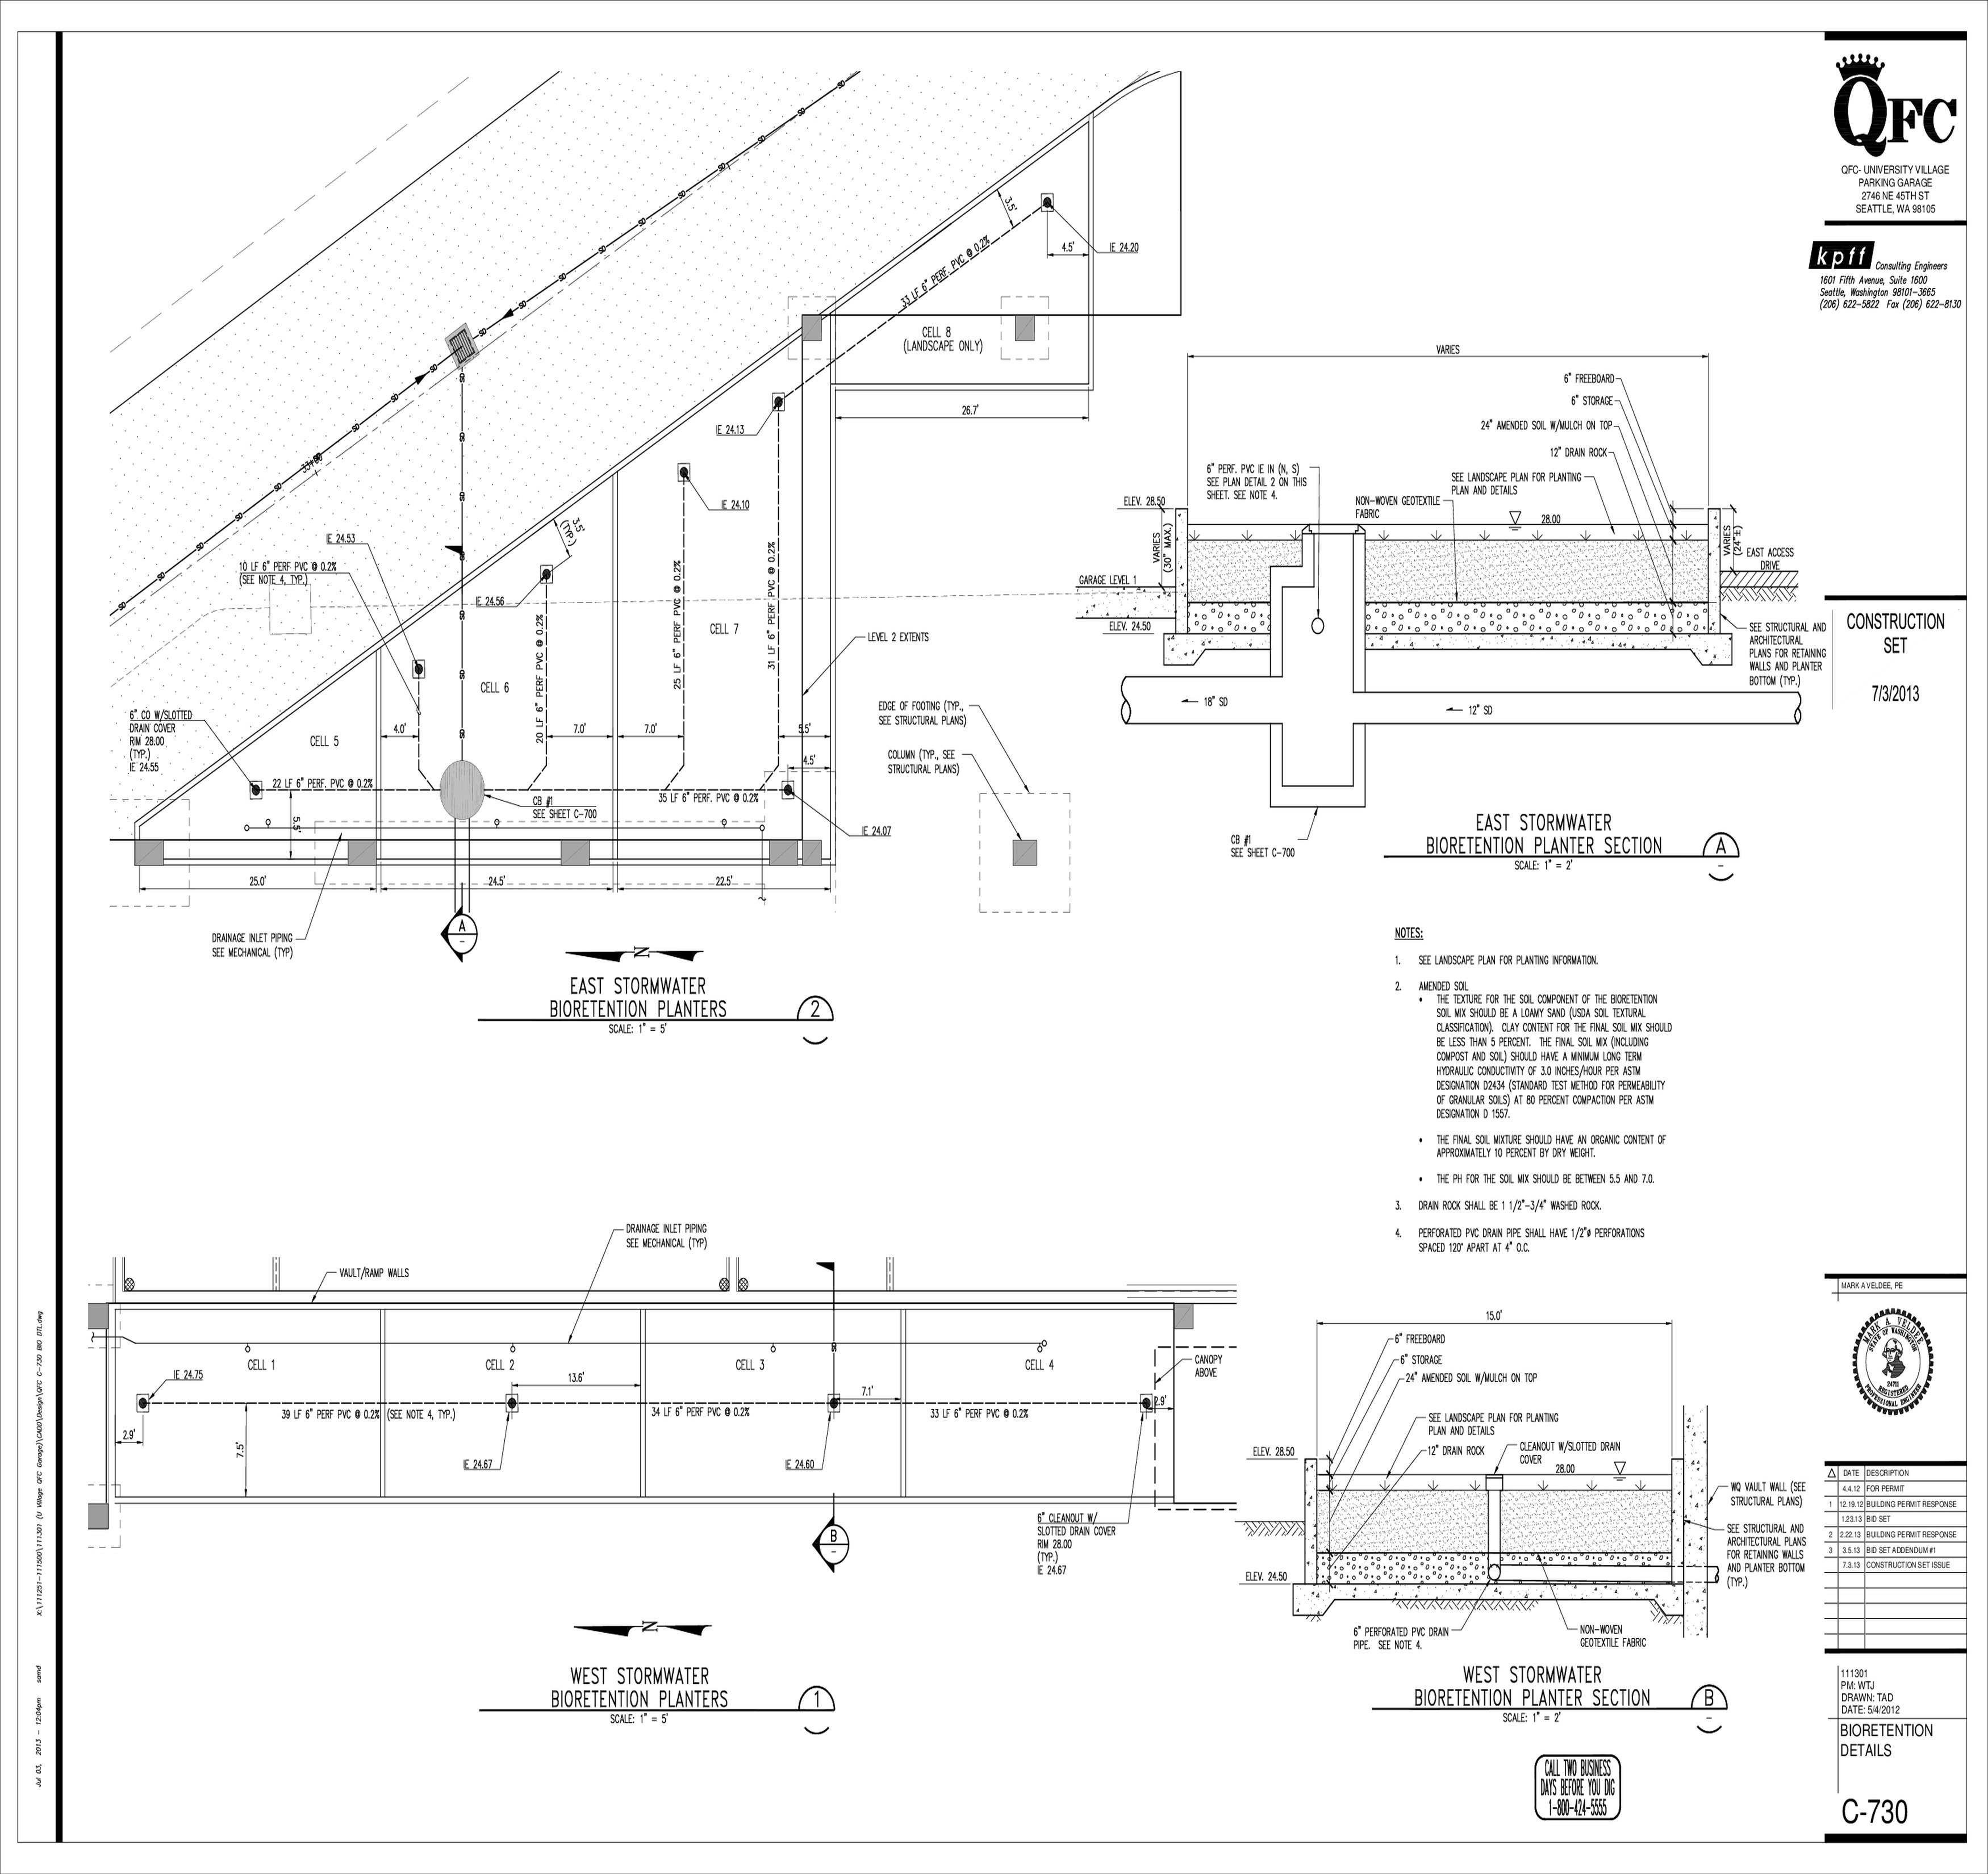 QFC
QFC- UNIVERSITY VILLAGE
PARKING GARAGE
2746 NE 45TH ST
SEATTLE, WA 98105
kpff
Consulting Engineers
1601 Fifth Avenue, Suite 1600
Seattle, Washington 98101-3665
(206) 622-5822 Fax (206) 622-8130
CONSTRUCTION
SET
7/3/2013
SD
SD
SD
SD
SD
3.5'
33 LF 6" PERF. PVC @ 0.2%
4.5'
IE 24.20
CELL 8
(LANDSCAPE ONLY)
26.7'
IE 24.13
IE 24.10
IE 24.53
10 LF 6" PERF PVC @ 0.2%
(SEE NOTE 4, TYP.)
3.5'
(TYP.)
IE 24.56
20 LF 6" PERF PVC @ 0.2%
25 LF 6" PERF PVC @ 0.2%
31 LF 6" PERF. PVC @ 0.2%
CELL 7
LEVEL 2 EXTENTS
CELL 6
6" CO W/SLOTTED
DRAIN COVER
RIM 28.00
(TYP.)
IE 24.55
CELL 5
4.0'
7.0'
7.0'
5.5'
4.5'
EDGE OF FOOTING (TYP.,
SEE STRUCTURAL PLANS)
COLUMN (TYP., SEE
STRUCTURAL PLANS)
22 LF 6" PERF. PVC @ 0.2%
35 LF 6" PERF. PVC @ 0.2%
CB #1
SEE SHEET C-700
5.5'
IE 24.07
25.0'
24.5'
22.5'
DRAINAGE INLET PIPING
SEE MECHANICAL (TYP)
A
-
N
EAST STORMWATER
BIORETENTION PLANTERS
2
SCALE: 1" = 5'
VARIES
6" FREEBOARD
6" STORAGE
24" AMENDED SOIL W/MULCH ON TOP
12" DRAIN ROCK
6" PERF. PVC IE IN (N, S)
SEE PLAN DETAIL 2 ON THIS
SHEET. SEE NOTE 4.
SEE LANDSCAPE PLAN FOR PLANTING
PLAN AND DETAILS
NON-WOVEN GEOTEXTILE
FABRIC
ELEV. 28.50
28.00
VARIES
(30" MAX.)
VARIES
(24"±)
EAST ACCESS
DRIVE
GARAGE LEVEL 1
ELEV. 24.50
SEE STRUCTURAL AND
ARCHITECTURAL
PLANS FOR RETAINING
WALLS AND PLANTER
BOTTOM (TYP.)
18" SD
12" SD
CB #1
SEE SHEET C-700
EAST STORMWATER
BIORETENTION PLANTER SECTION
A
-
SCALE: 1" = 2'
NOTES:
1. SEE LANDSCAPE PLAN FOR PLANTING INFORMATION.
2. AMENDED SOIL
• THE TEXTURE FOR THE SOIL COMPONENT OF THE BIORETENTION
SOIL MIX SHOULD BE A LOAMY SAND (USDA SOIL TEXTURAL
CLASSIFICATION). CLAY CONTENT FOR THE FINAL SOIL MIX SHOULD
BE LESS THAN 5 PERCENT. THE FINAL SOIL MIX (INCLUDING
COMPOST AND SOIL) SHOULD HAVE A MINIMUM LONG TERM
HYDRAULIC CONDUCTIVITY OF 3.0 INCHES/HOUR PER ASTM
DESIGNATION D2434 (STANDARD TEST METHOD FOR PERMEABILITY
OF GRANULAR SOILS) AT 80 PERCENT COMPACTION PER ASTM
DESIGNATION D 1557.
• THE FINAL SOIL MIXTURE SHOULD HAVE AN ORGANIC CONTENT OF
APPROXIMATELY 10 PERCENT BY DRY WEIGHT.
• THE PH FOR THE SOIL MIX SHOULD BE BETWEEN 5.5 AND 7.0.
3. DRAIN ROCK SHALL BE 1 1/2"-3/4" WASHED ROCK.
4. PERFORATED PVC DRAIN PIPE SHALL HAVE 1/2"ø PERFORATIONS
SPACED 120° APART AT 4" O.C.
DRAINAGE INLET PIPING
SEE MECHANICAL (TYP)
VAULT/RAMP WALLS
CELL 1
CELL 2
CELL 3
CELL 4
CANOPY
ABOVE
IE 24.75
13.6'
7.1'
2.9'
39 LF 6" PERF PVC @ 0.2% (SEE NOTE 4, TYP.)
34 LF 6" PERF PVC @ 0.2%
33 LF 6" PERF PVC @ 0.2%
2.9'
7.5'
IE 24.67
IE 24.60
6" CLEANOUT W/
SLOTTED DRAIN COVER
RIM 28.00
(TYP.)
IE 24.67
B
-
N
WEST STORMWATER
BIORETENTION PLANTERS
1
SCALE: 1" = 5'
15.0'
6" FREEBOARD
6" STORAGE
24" AMENDED SOIL W/MULCH ON TOP
SEE LANDSCAPE PLAN FOR PLANTING
PLAN AND DETAILS
12" DRAIN ROCK
CLEANOUT W/SLOTTED DRAIN
COVER
ELEV. 28.50
28.00
WQ VAULT WALL (SEE
STRUCTURAL PLANS)
SEE STRUCTURAL AND
ARCHITECTURAL PLANS
FOR RETAINING WALLS
AND PLANTER BOTTOM
(TYP.)
ELEV. 24.50
6" PERFORATED PVC DRAIN
PIPE. SEE NOTE 4.
NON-WOVEN
GEOTEXTILE FABRIC
WEST STORMWATER
BIORETENTION PLANTER SECTION
B
-
SCALE: 1" = 2'
CALL TWO BUSINESS
DAYS BEFORE YOU DIG
1-800-424-5555
MARK A VELDEE, PE
MARK A VELDEE
STATE OF WASHINGTON
24711
REGISTERED
PROFESSIONAL ENGINEER
DATE DESCRIPTION
4.4.12 FOR PERMIT
1 12.19.12 BUILDING PERMIT RESPONSE
1.23.13 BID SET
2 2.22.13 BUILDING PERMIT RESPONSE
3 3.5.13 BID SET ADDENDUM #1
7.3.13 CONSTRUCTION SET ISSUE
111301
PM: WTJ
DRAWN: TAD
DATE: 5/4/2012
BIORETENTION
DETAILS
C-730
Jul 03, 2013 - 12:04pm samd X:\111251-111500\111301 (U Village QFC Garage)\CADD\Design\QFC C-730 BIO DTL.dwg